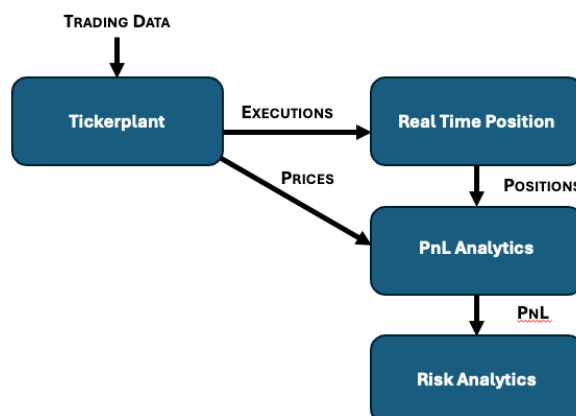 TRADING DATA
Tickerplant
EXECUTIONS
Real Time Position
PRICES
POSITIONS
PnL Analytics
PNL
Risk Analytics